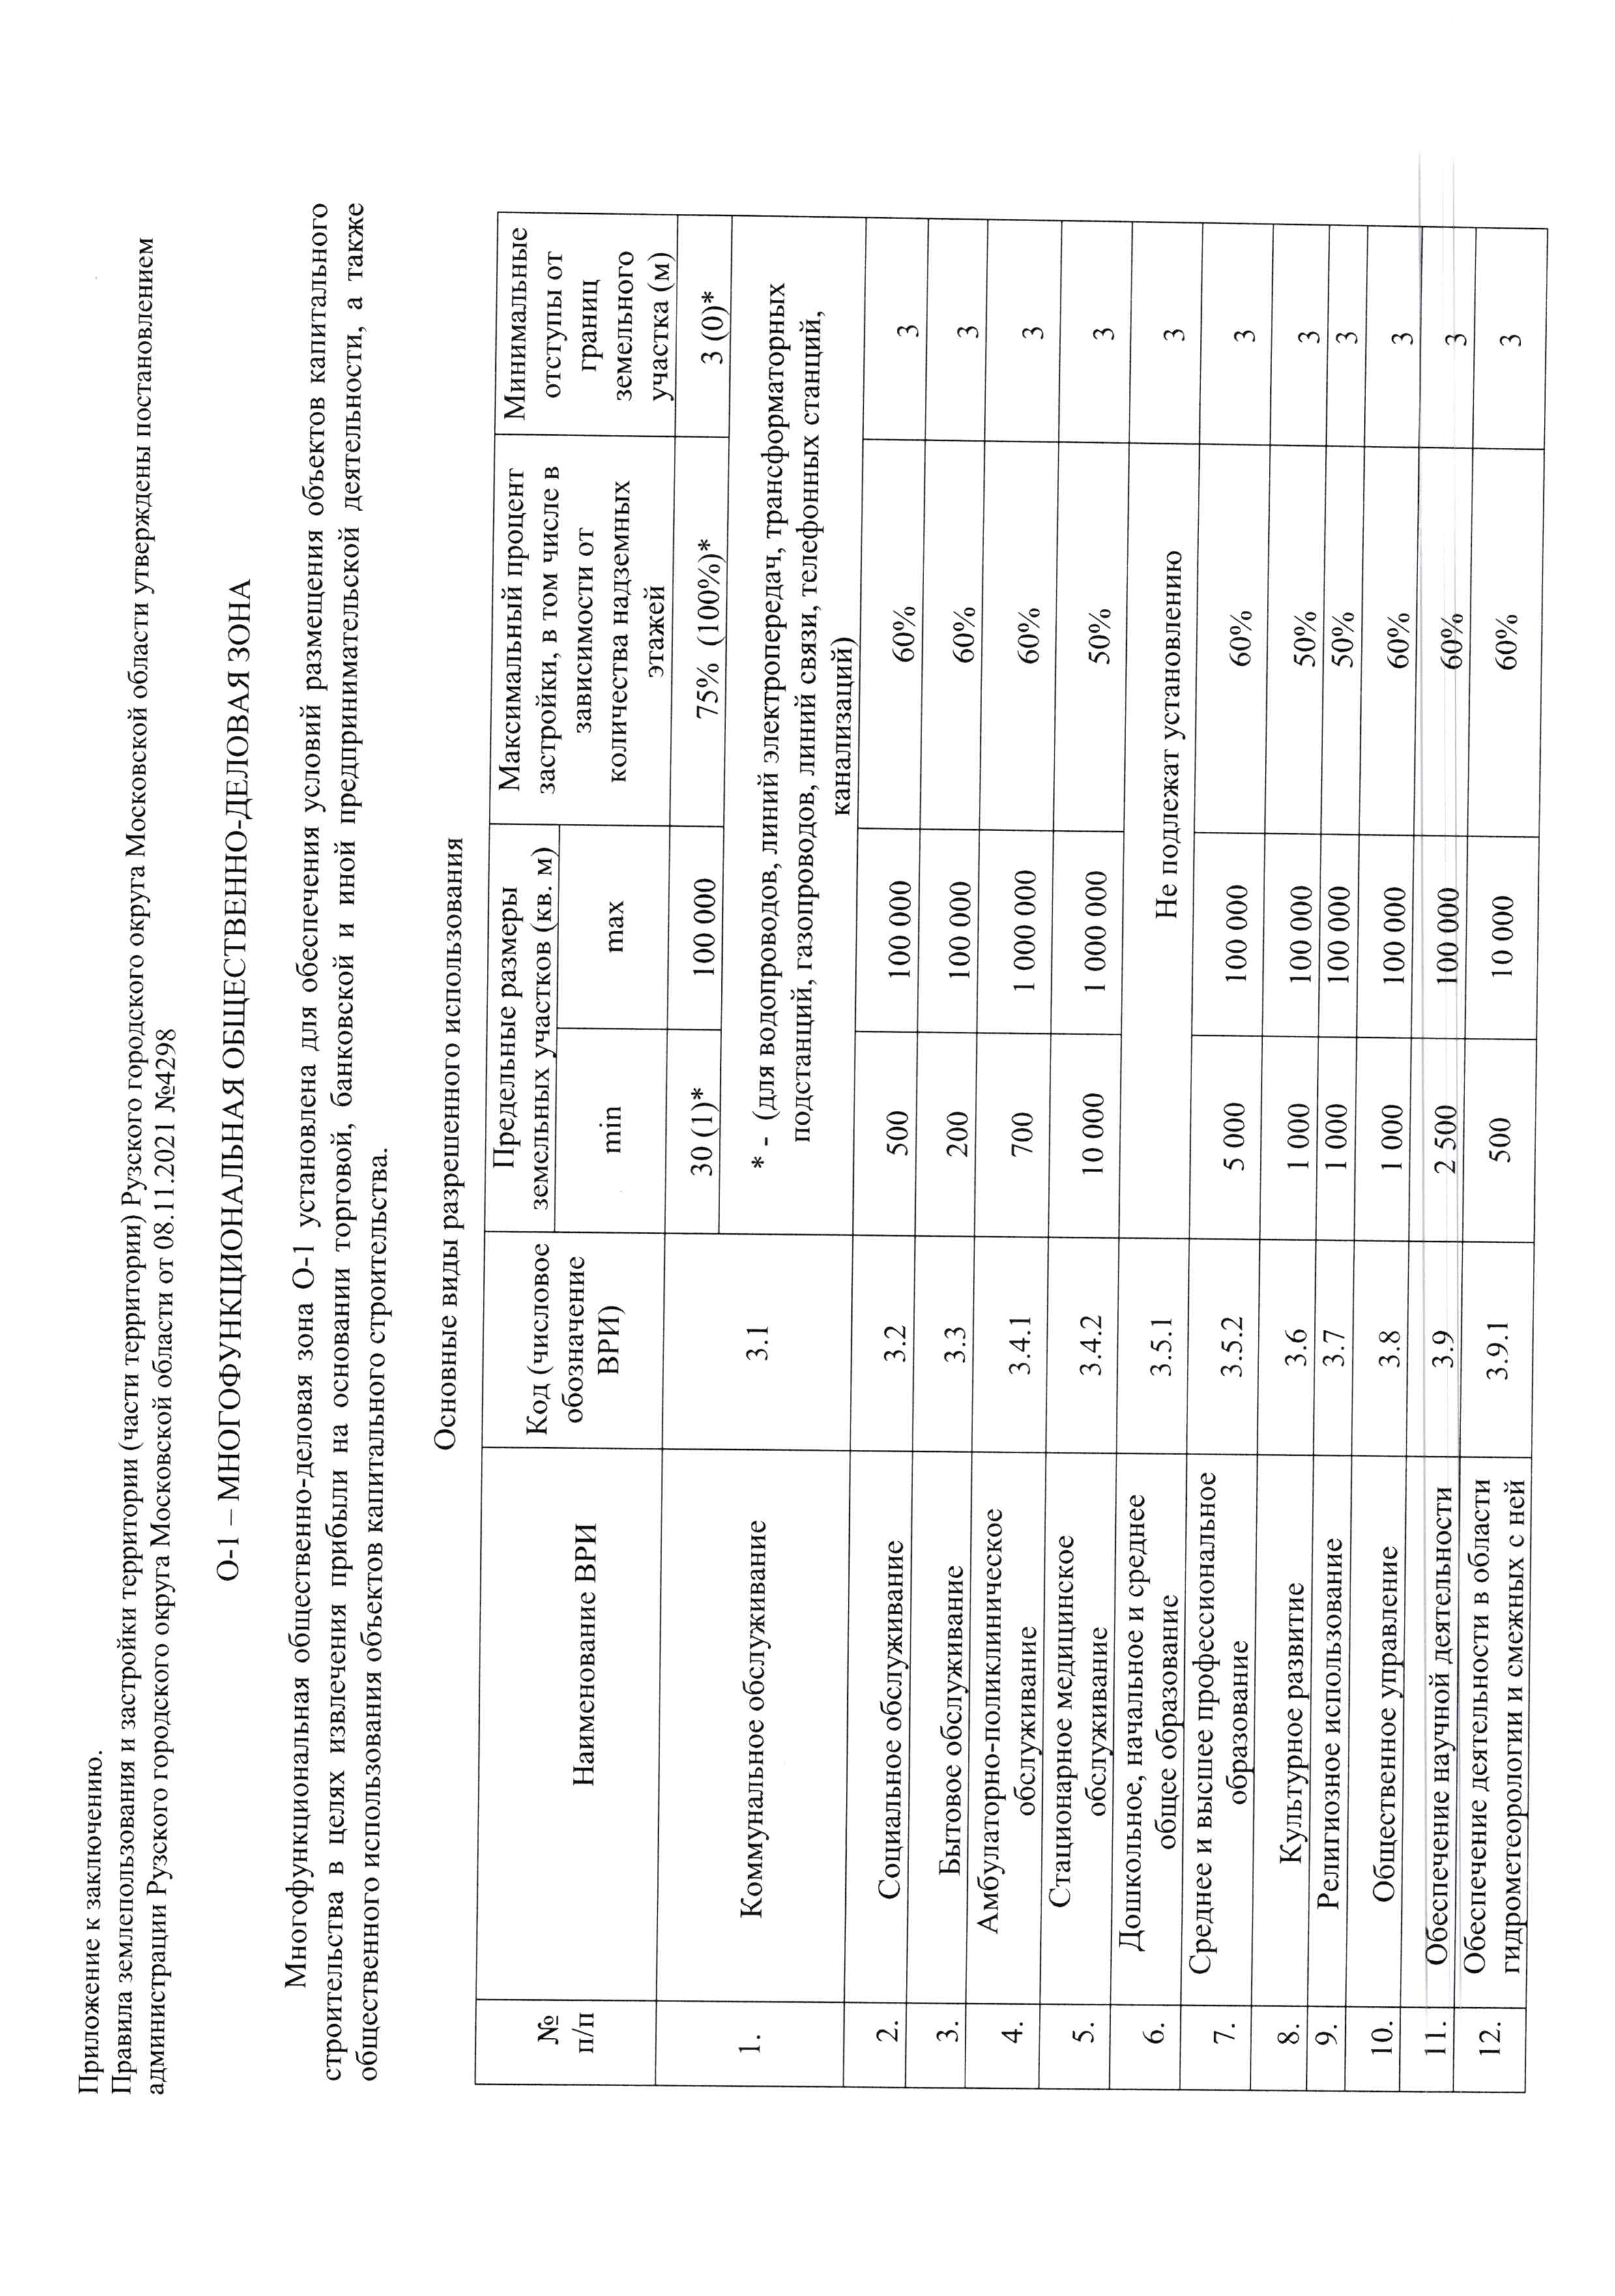 Приложение к заключению.
Правила землепользования и застройки территории (части территории) Рузского городского округа Московской области утверждены постановлением
администрации Рузского городского округа Московской области от 08.11.2021 №4298
О-1 – МНОГОФУНКЦИОНАЛЬНАЯ ОБЩЕСТВЕННО-ДЕЛОВАЯ ЗОНА
Многофункциональная общественно-деловая зона О-1 установлена для обеспечения условий размещения объектов капитального
строительства в целях извлечения прибыли на основании торговой, банковской и иной предпринимательской деятельности, а также
общественного использования объектов капитального строительства.
Основные виды разрешенного использования
№
п/п
Наименование ВРИ
Код (числовое
обозначение
ВРИ)
Предельные размеры
земельных участков (кв. м)
min
max
Максимальный процент
застройки, в том числе в
зависимости от
количества надземных
этажей
Минимальные
отступы от
границ
земельного
участка (м)
1. Коммунальное обслуживание 3.1 30 (1)* 100 000 75% (100%)* 3 (0)*
* - (для водопроводов, линий электропередач, трансформаторных
подстанций, газопроводов, линий связи, телефонных станций,
канализаций)
2. Социальное обслуживание 3.2 500 100 000 60% 3
3. Бытовое обслуживание 3.3 200 100 000 60% 3
4. Амбулаторно-поликлиническое
обслуживание 3.4.1 700 1 000 000 60% 3
5. Стационарное медицинское
обслуживание 3.4.2 10 000 1 000 000 50% 3
6. Дошкольное, начальное и среднее
общее образование 3.5.1 Не подлежат установлению 3
7. Среднее и высшее профессиональное
образование 3.5.2 5 000 100 000 60% 3
8. Культурное развитие 3.6 1 000 100 000 50% 3
9. Религиозное использование 3.7 1 000 100 000 50% 3
10. Общественное управление 3.8 1 000 100 000 60% 3
11. Обеспечение научной деятельности 3.9 2 500 100 000 60% 3
12. Обеспечение деятельности в области
гидрометеорологии и смежных с ней 3.9.1 500 10 000 60% 3